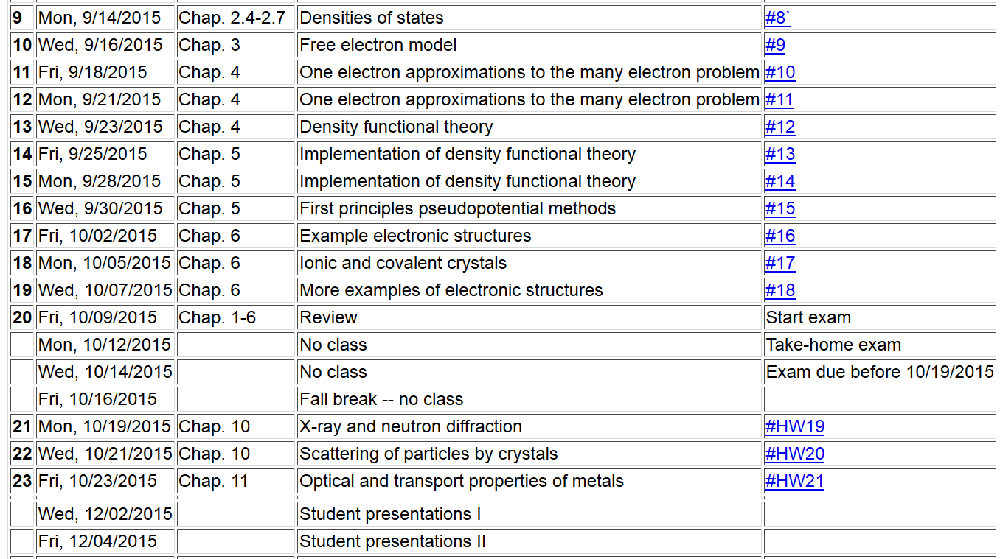 9 Mon, 9/14/2015 Chap. 2.4-2.7 Densities of states #8`
10 Wed, 9/16/2015 Chap. 3 Free electron model #9
11 Fri, 9/18/2015 Chap. 4 One electron approximations to the many electron problem #10
12 Mon, 9/21/2015 Chap. 4 One electron approximations to the many electron problem #11
13 Wed, 9/23/2015 Chap. 4 Density functional theory #12
14 Fri, 9/25/2015 Chap. 5 Implementation of density functional theory #13
15 Mon, 9/28/2015 Chap. 5 Implementation of density functional theory #14
16 Wed, 9/30/2015 Chap. 5 First principles pseudopotential methods #15
17 Fri, 10/02/2015 Chap. 6 Example electronic structures #16
18 Mon, 10/05/2015 Chap. 6 Ionic and covalent crystals #17
19 Wed, 10/07/2015 Chap. 6 More examples of electronic structures #18
20 Fri, 10/09/2015 Chap. 1-6 Review Start exam
Mon, 10/12/2015 No class Take-home exam
Wed, 10/14/2015 No class Exam due before 10/19/2015
Fri, 10/16/2015 Fall break -- no class
21 Mon, 10/19/2015 Chap. 10 X-ray and neutron diffraction #HW19
22 Wed, 10/21/2015 Chap. 10 Scattering of particles by crystals #HW20
23 Fri, 10/23/2015 Chap. 11 Optical and transport properties of metals #HW21
Wed, 12/02/2015 Student presentations I
Fri, 12/04/2015 Student presentations II